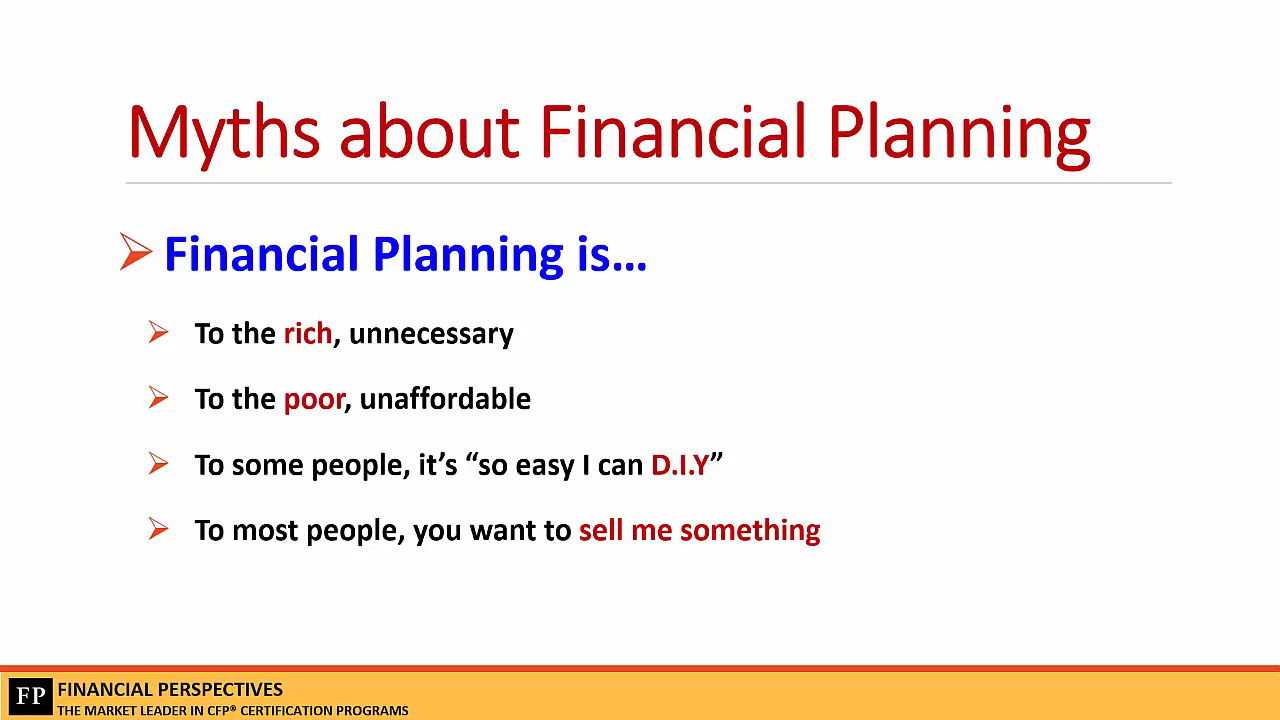 Myths about Financial Planning
Financial Planning is...
To the rich, unnecessary
To the poor, unaffordable
To some people, it’s “so easy I can D.I.Y”
To most people, you want to sell me something
FP
FINANCIAL PERSPECTIVES
THE MARKET LEADER IN CFP® CERTIFICATION PROGRAMS